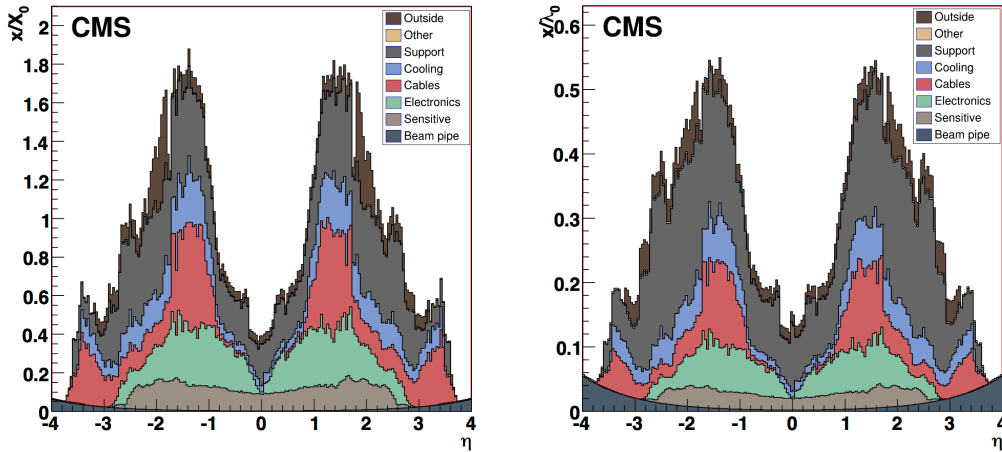 x/X0
CMS
Outside
Other
Support
Cooling
Cables
Electronics
Sensitive
Beam pipe
2
1.8
1.6
1.4
1.2
1
0.8
0.6
0.4
0.2
0
-4 -3 -2 -1 0 1 2 3 4
η
x/λ0
CMS
Outside
Other
Support
Cooling
Cables
Electronics
Sensitive
Beam pipe
0.6
0.5
0.4
0.3
0.2
0.1
0
-4 -3 -2 -1 0 1 2 3 4
η